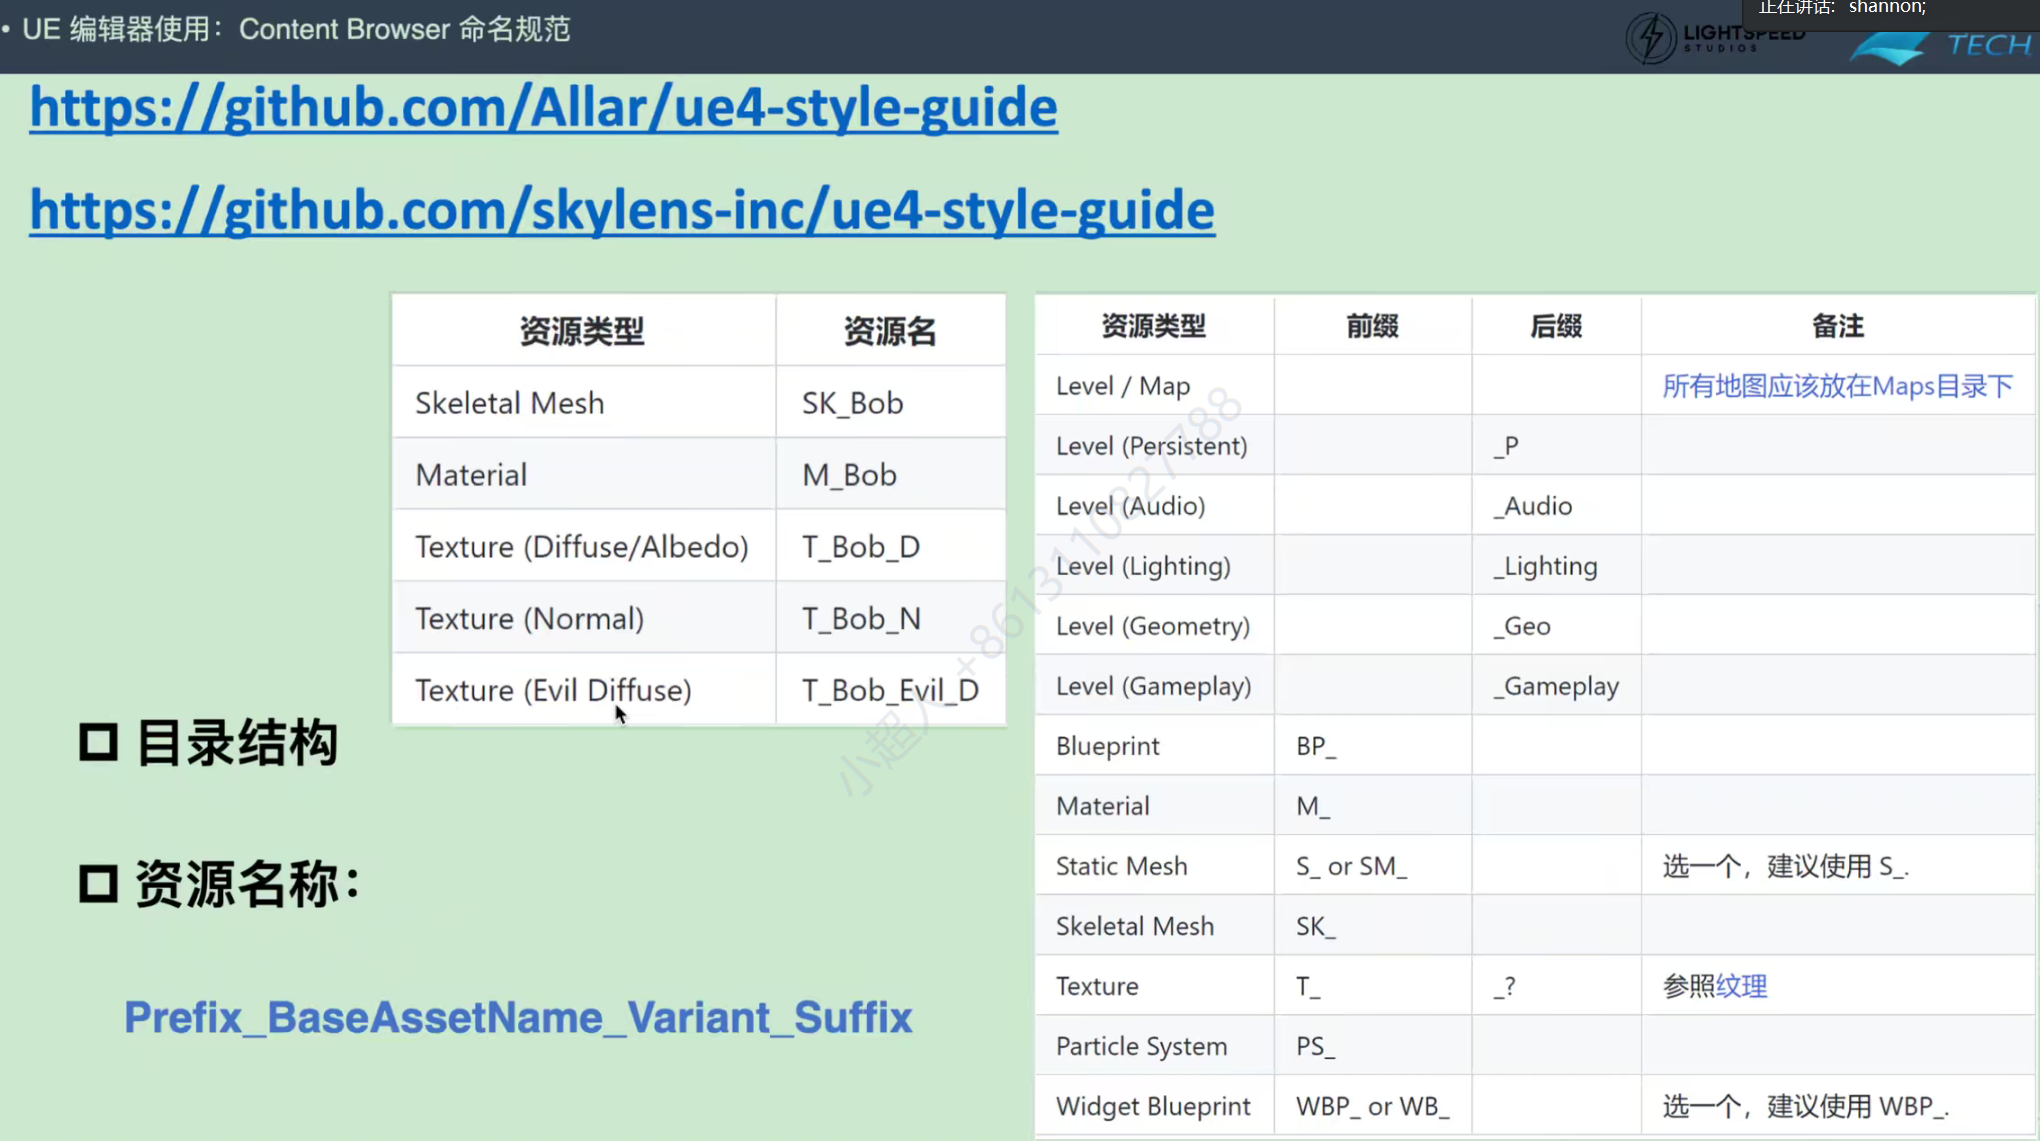 正在讲话: shannon;
• UE 编辑器使用：Content Browser 命名规范
LIGHTSPEED
STUDIOS
TECH
https://github.com/Allar/ue4-style-guide
https://github.com/skylens-inc/ue4-style-guide
资源类型 资源名
Skeletal Mesh SK_Bob
Material M_Bob
Texture (Diffuse/Albedo) T_Bob_D
Texture (Normal) T_Bob_N
Texture (Evil Diffuse) T_Bob_Evil_D
目录结构
资源名称：
Prefix_BaseAssetName_Variant_Suffix
资源类型 前缀 后缀 备注
Level / Map 所有地图应该放在Maps目录下
Level (Persistent) _P
Level (Audio) _Audio
Level (Lighting) _Lighting
Level (Geometry) _Geo
Level (Gameplay) _Gameplay
Blueprint BP_
Material M_
Static Mesh S_ or SM_ 选一个，建议使用 S_.
Skeletal Mesh SK_
Texture T_ _? 参照纹理
Particle System PS_
Widget Blueprint WBP_ or WB_ 选一个，建议使用 WBP_.
小超人+8613110827788